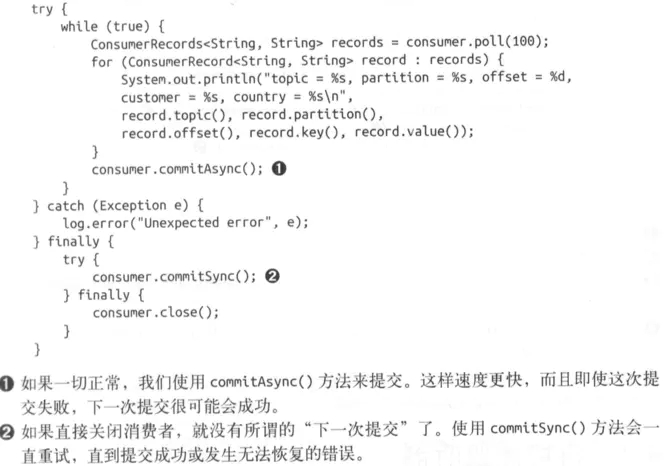 try {
while (true) {
ConsumerRecords<String, String> records = consumer.poll(100);
for (ConsumerRecord<String, String> record : records) {
System.out.println("topic = %s, partition = %s, offset = %d,
customer = %s, country = %s\n",
record.topic(), record.partition(),
record.offset(), record.key(), record.value());
}
consumer.commitAsync(); ❶
}
} catch (Exception e) {
log.error("Unexpected error", e);
} finally {
try {
consumer.commitSync(); ❷
} finally {
consumer.close();
}
}
❶ 如果一切正常，我们使用 commitAsync() 方法来提交。这样速度更快，而且即使这次提
交失败，下一次提交很可能会成功。
❷ 如果直接关闭消费者，就没有所谓的“下一次提交”了。使用 commitSync() 方法会一
直重试，直到提交成功或发生无法恢复的错误。